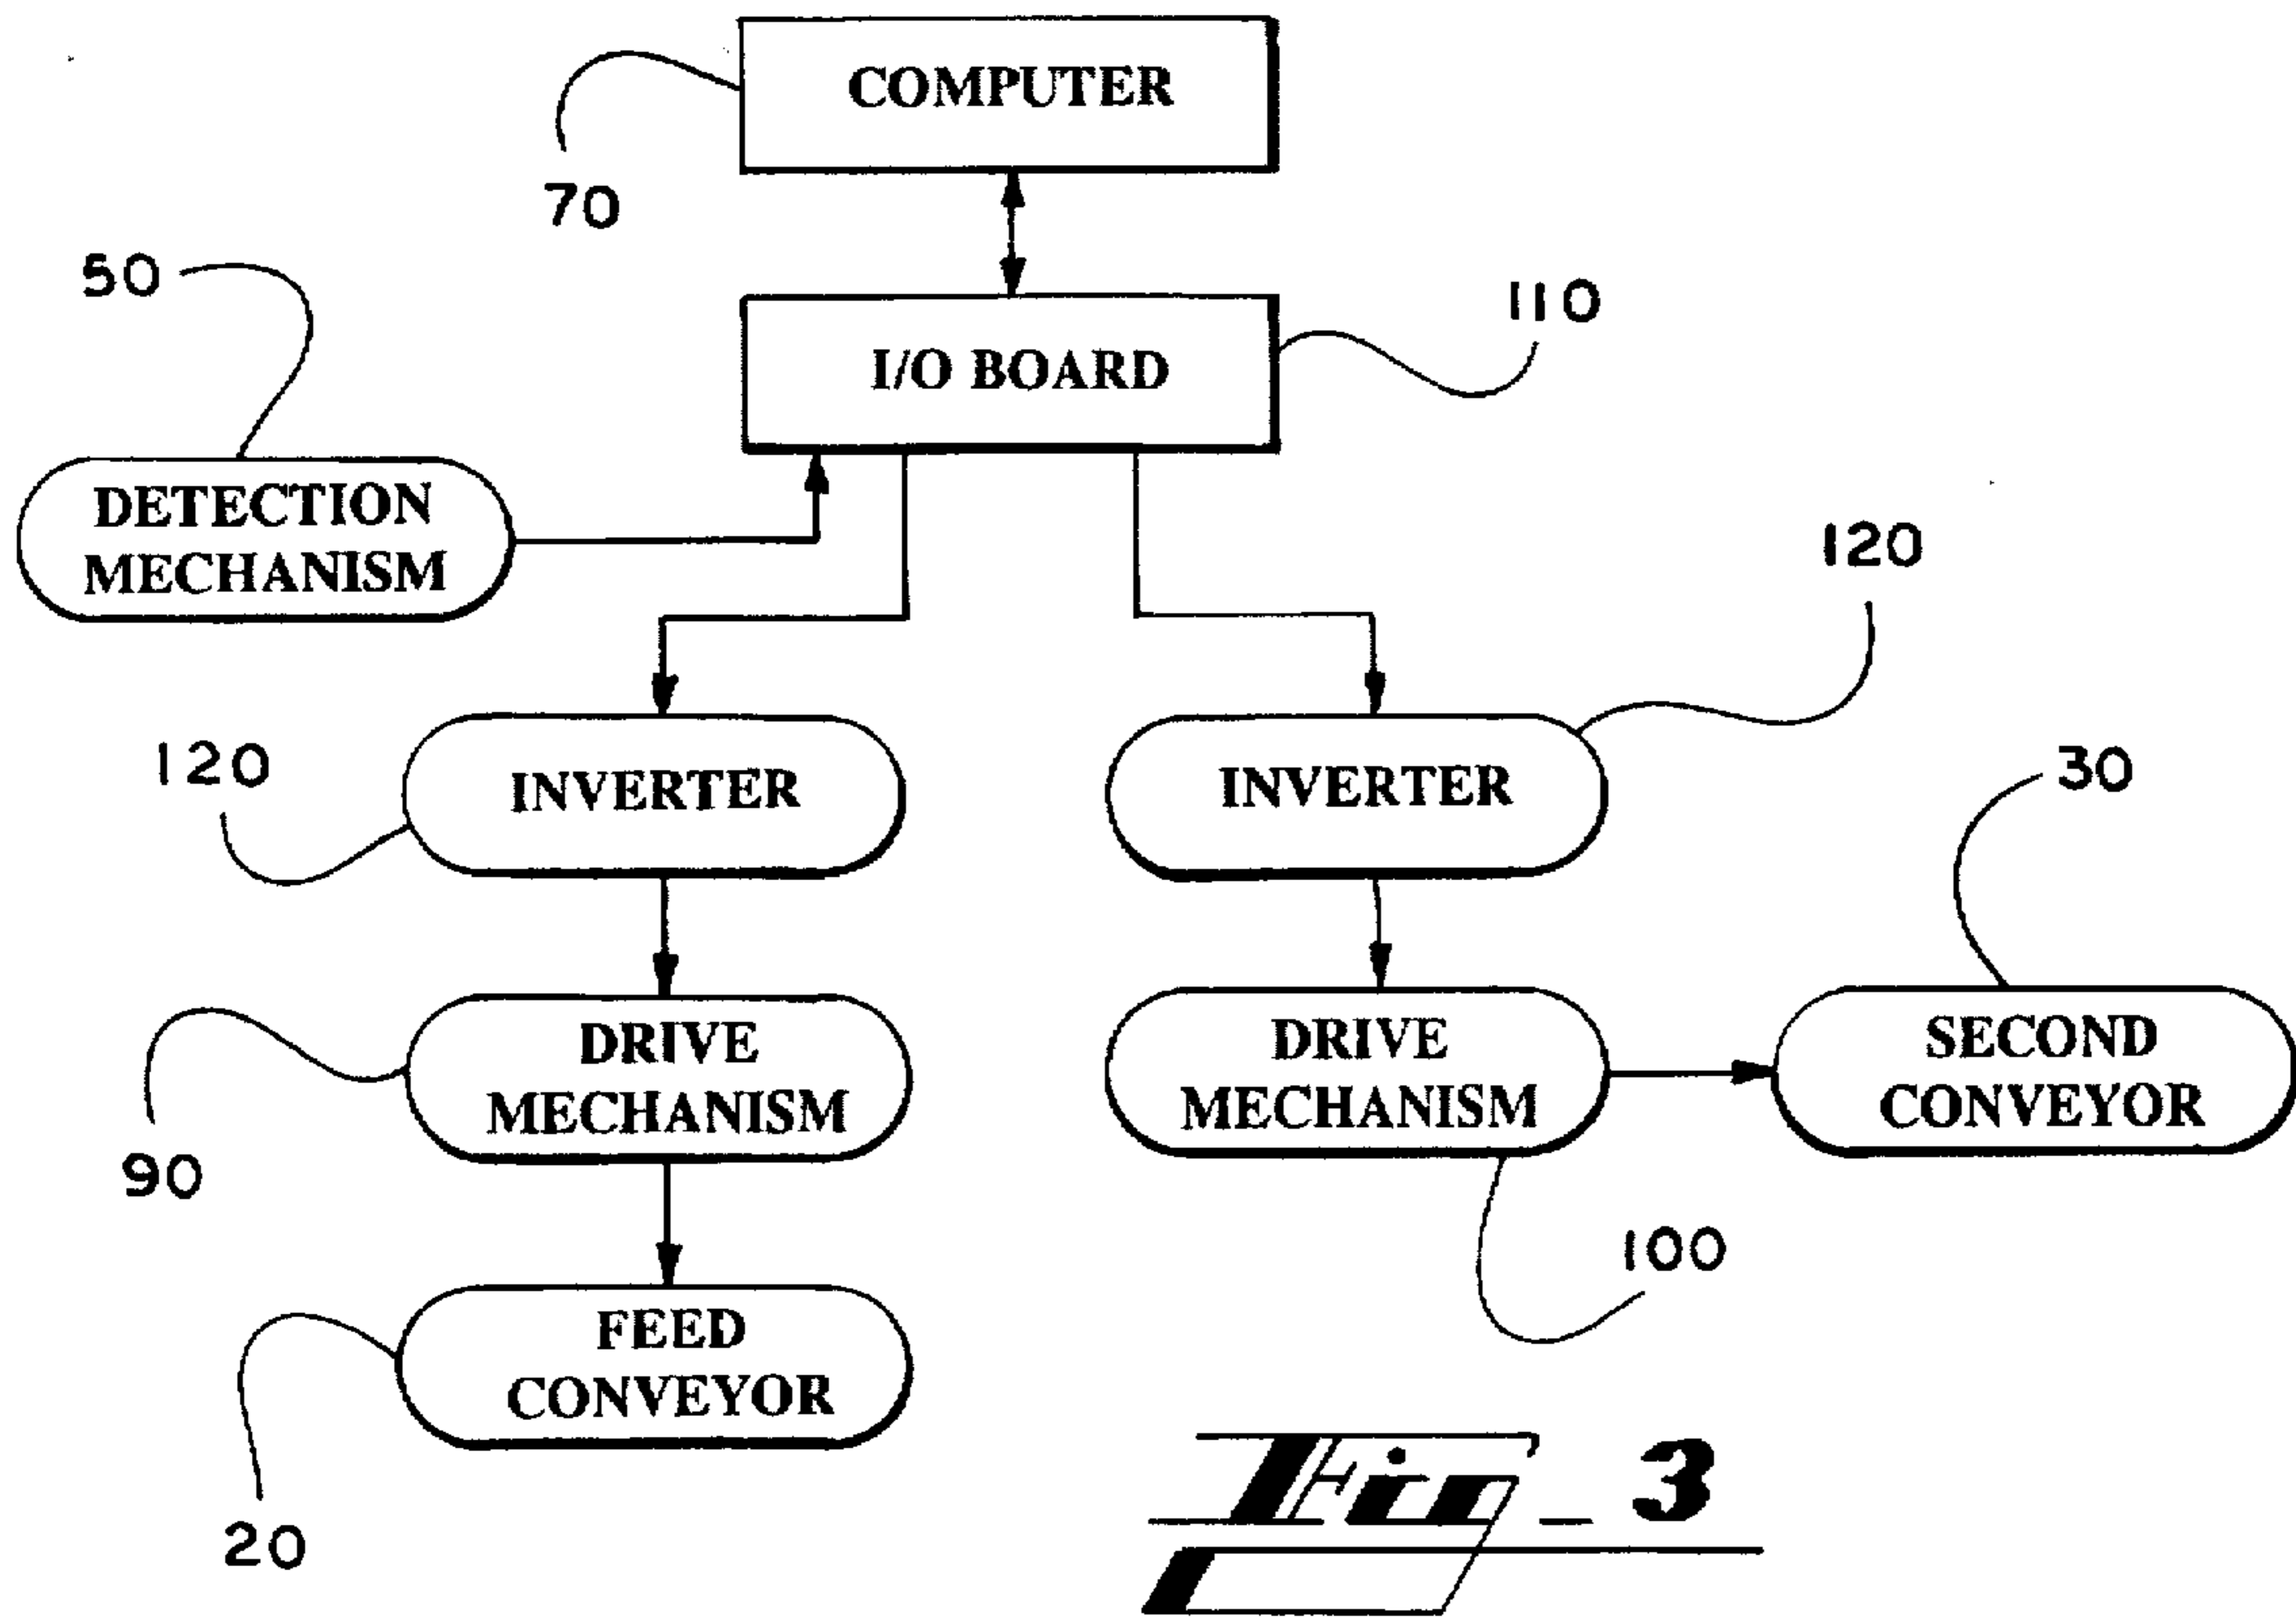 COMPUTER
70
50
I/O BOARD
110
DETECTION
MECHANISM
120
120
INVERTER
INVERTER
30
DRIVE
MECHANISM
DRIVE
MECHANISM
SECOND
CONVEYOR
90
100
FEED
CONVEYOR
20
Fig_3